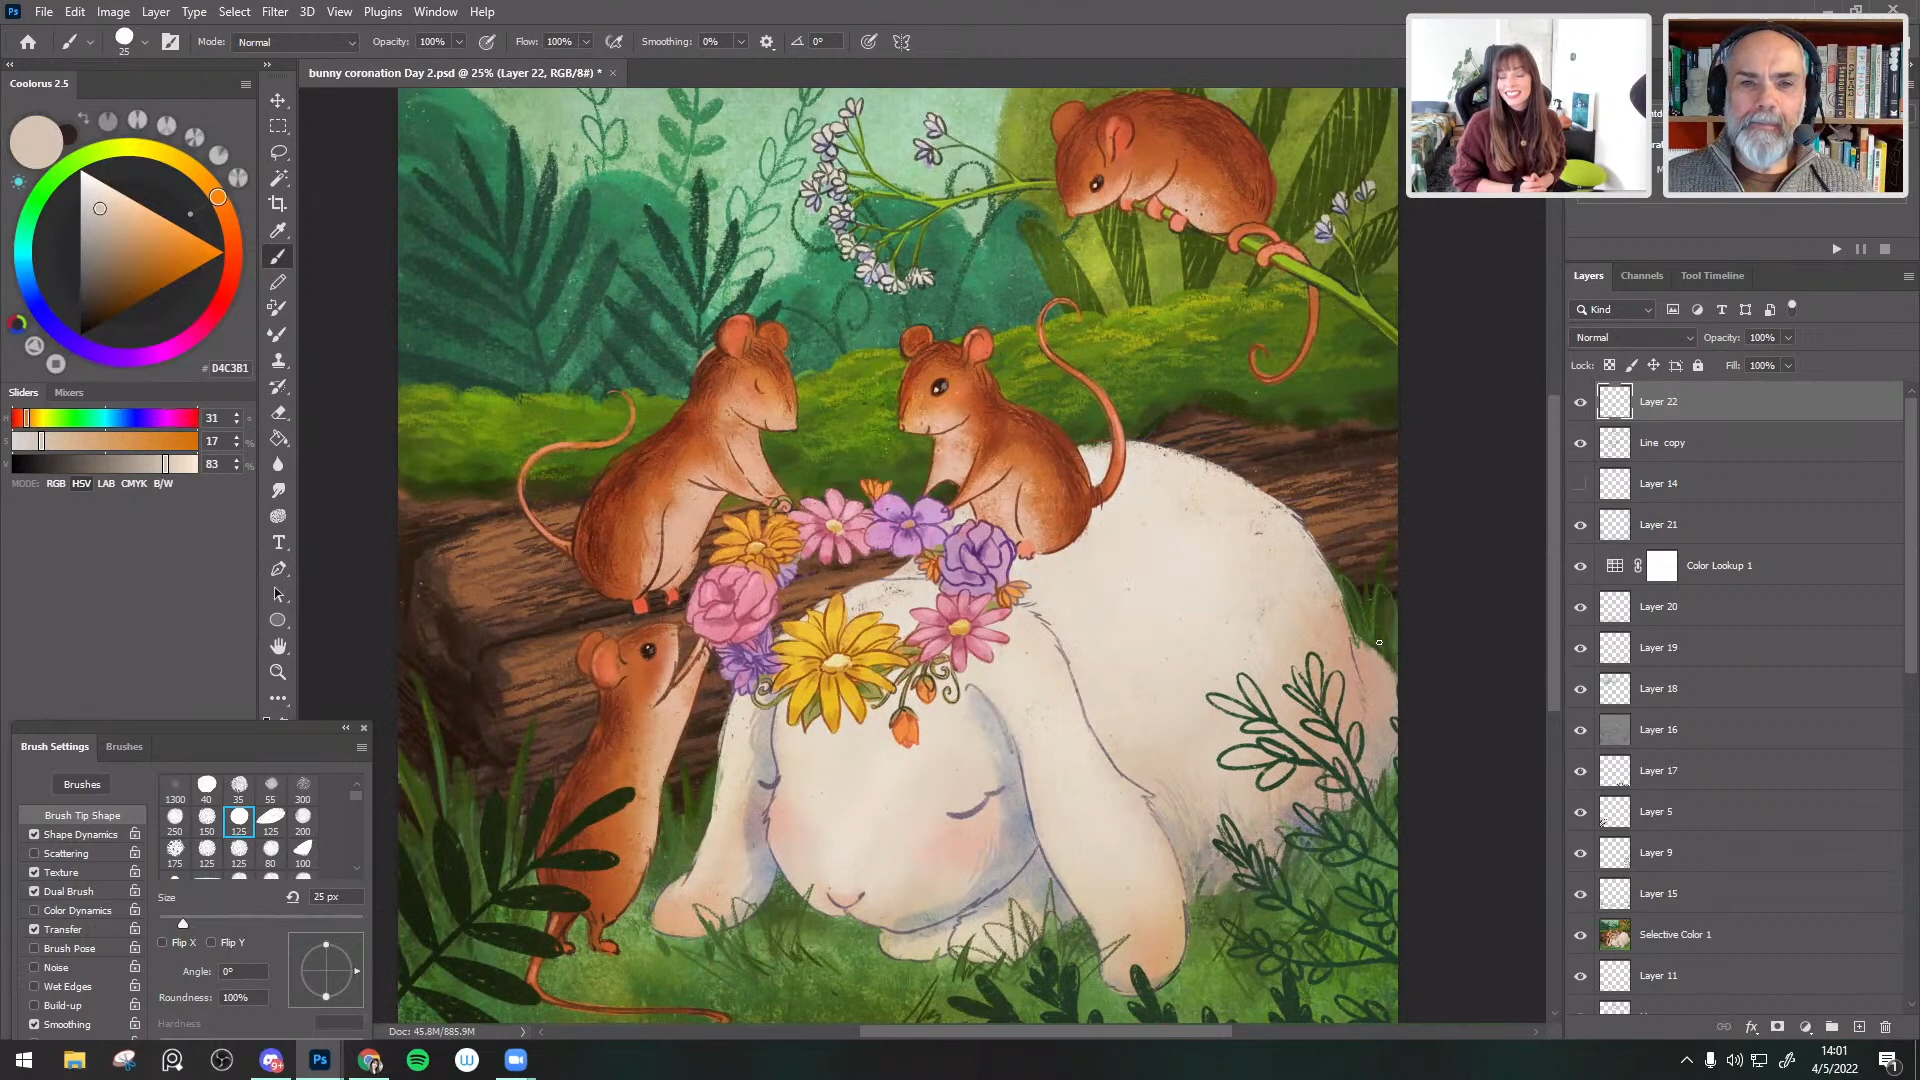 Ps File Edit Image Layer Type Select Filter 3D View Plugins Window Help
25 Mode: Normal Opacity: 100% Flow: 100% Smoothing: 0% 0°
Coolorus 2.5
bunny coronation Day 2.psd @ 25% (Layer 22, RGB/8#) *
# D4C3B1
Sliders Mixers
H 31 °
S 17 %
V 83 %
MODE: RGB HSV LAB CMYK B/W
Layers Channels Tool Timeline
Kind
Normal Opacity: 100%
Lock: Fill: 100%
Layer 22
Line copy
Layer 14
Layer 21
Color Lookup 1
Layer 20
Layer 19
Layer 18
Layer 16
Layer 17
Layer 5
Layer 9
Layer 15
Selective Color 1
Layer 11
Brush Settings Brushes
Brushes
Brush Tip Shape
Shape Dynamics
Scattering
Texture
Dual Brush
Color Dynamics
Transfer
Brush Pose
Noise
Wet Edges
Build-up
Smoothing
1300 40 35 55 300
250 150 125 125 200
175 125 125 80 100
Size 25 px
Flip X Flip Y
Angle: 0°
Roundness: 100%
Hardness
Doc: 45.8M/885.9M
9+
Ps
14:01
4/5/2022
1